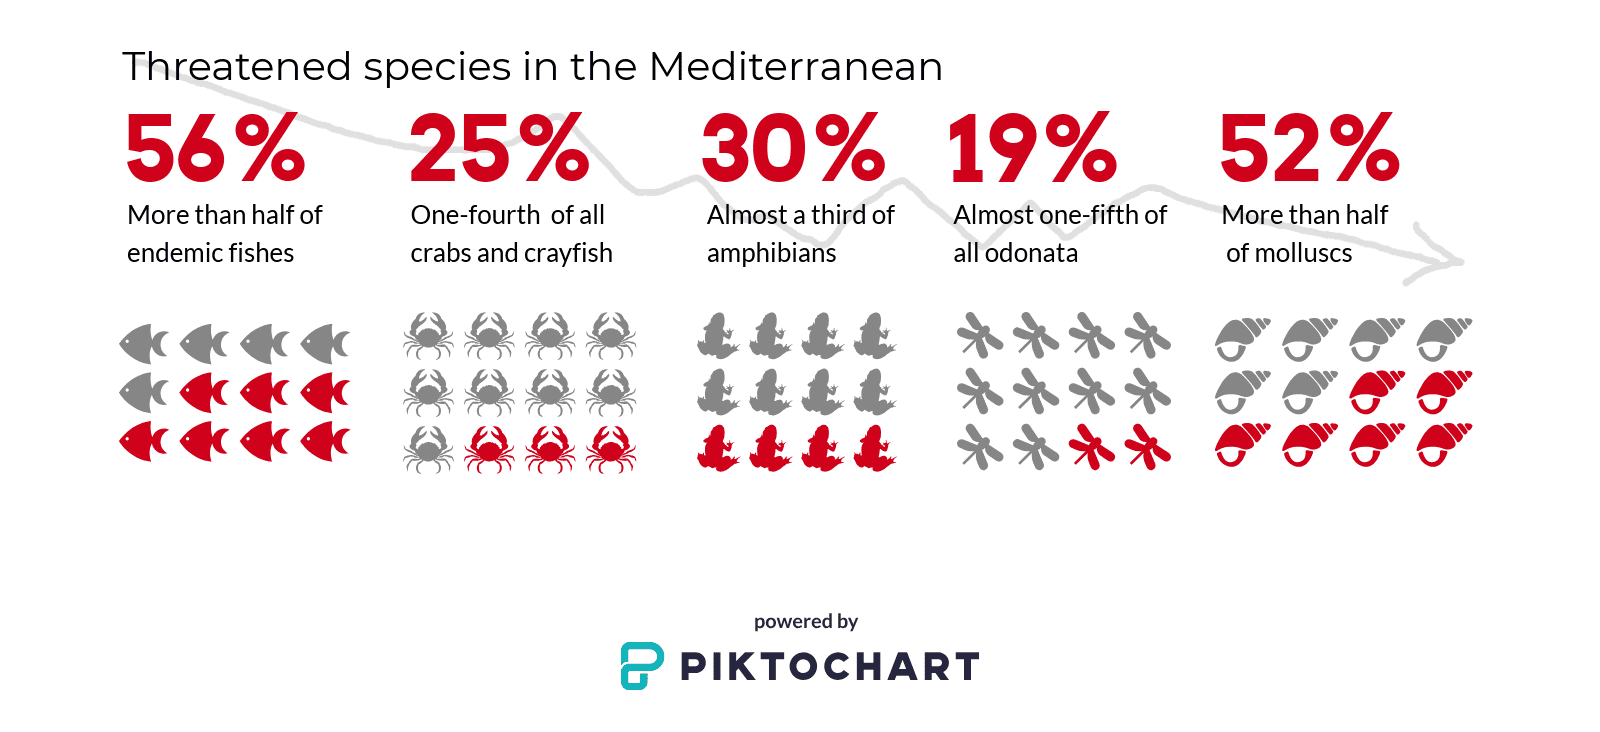 Threatened species in the Mediterranean
56%
More than half of
endemic fishes
25%
One-fourth of all
crabs and crayfish
30%
Almost a third of
amphibians
19%
Almost one-fifth of
all odonata
52%
More than half
of molluscs
powered by
PIKTOCHART